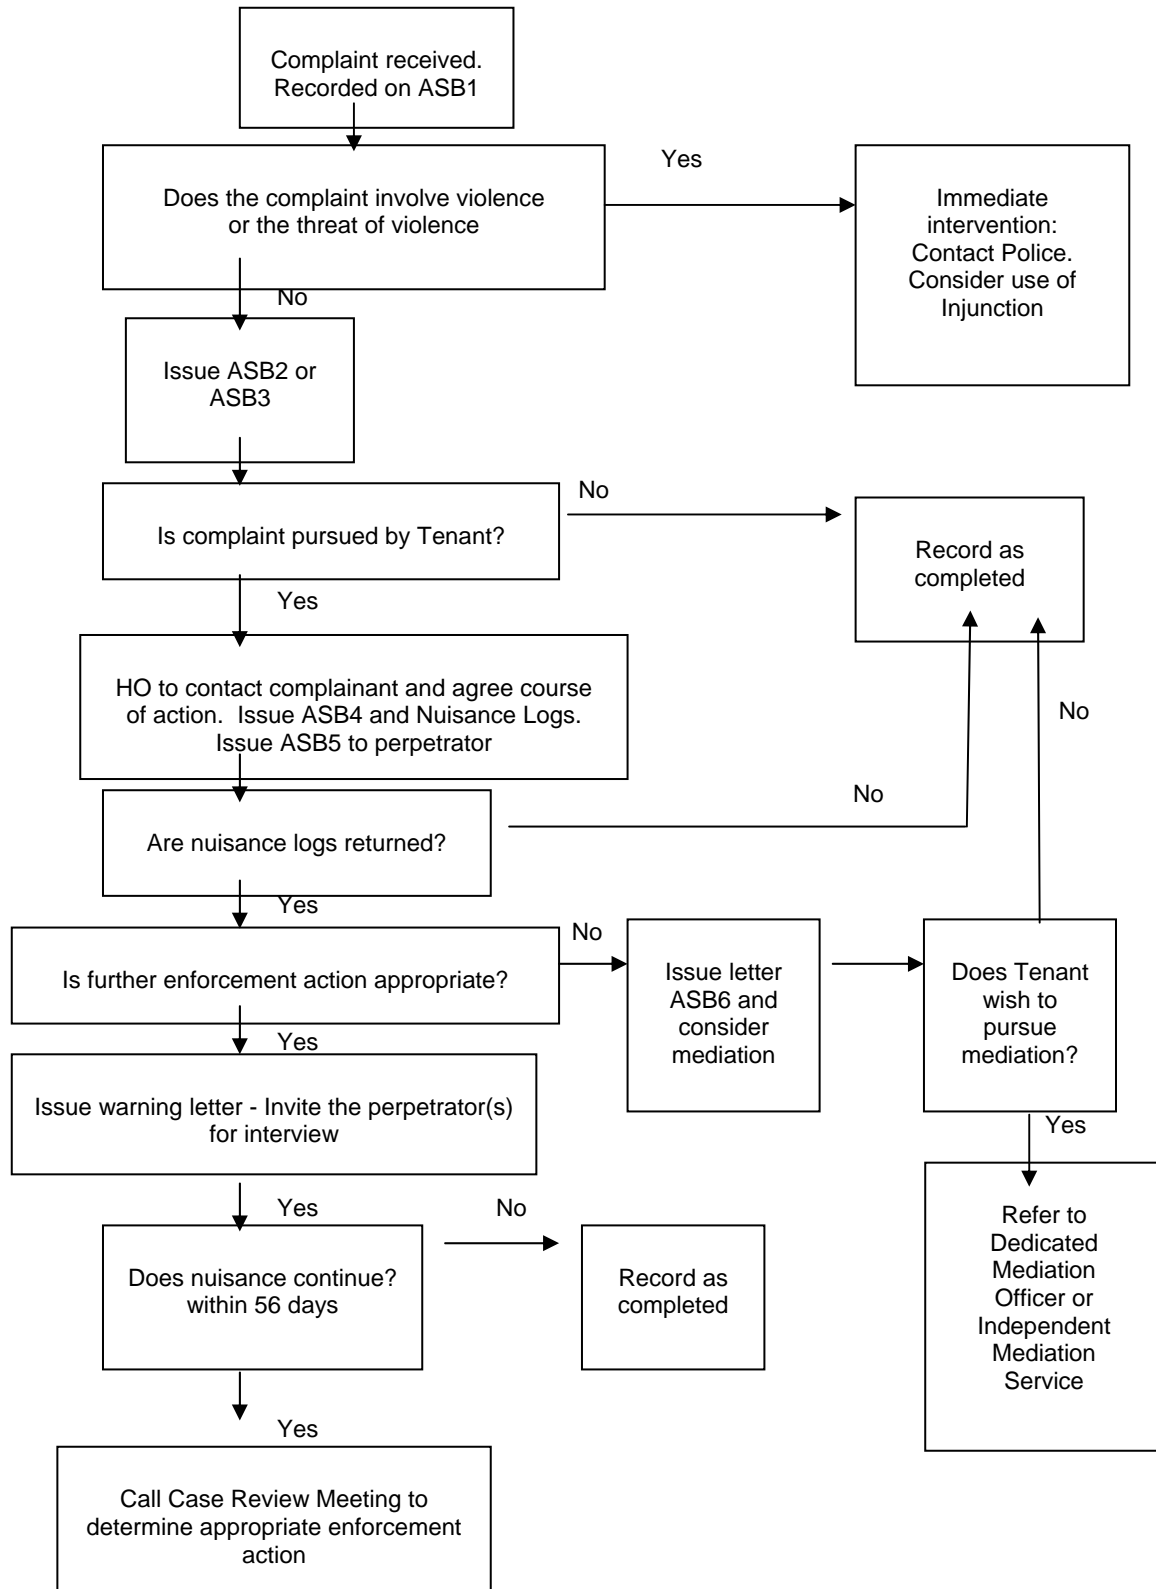 Complaint received.
Recorded on ASB1
Yes
Does the complaint involve violence
or the threat of violence
Immediate
intervention:
Contact Police.
Consider use of
Injunction
No
Issue ASB2 or
ASB3
No
Is complaint pursued by Tenant?
Record as
completed
Yes
HO to contact complainant and agree course
of action.  Issue ASB4 and Nuisance Logs.
Issue ASB5 to perpetrator
No
No
Are nuisance logs returned?
Yes
No
Is further enforcement action appropriate?
Issue letter
ASB6 and
consider
mediation
Does Tenant
wish to
pursue
mediation?
Yes
Issue warning letter - Invite the perpetrator(s)
for interview
Yes
Yes
No
Refer to
Dedicated
Mediation
Officer or
Independent
Mediation
Service
Does nuisance continue?
within 56 days
Record as
completed
Yes
Call Case Review Meeting to
determine appropriate enforcement
action